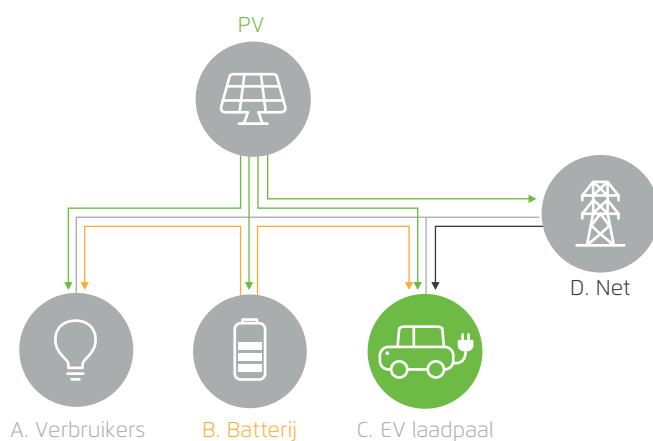 PV
D. Net
A. Verbruikers
B. Batterij
C. EV laadpaal